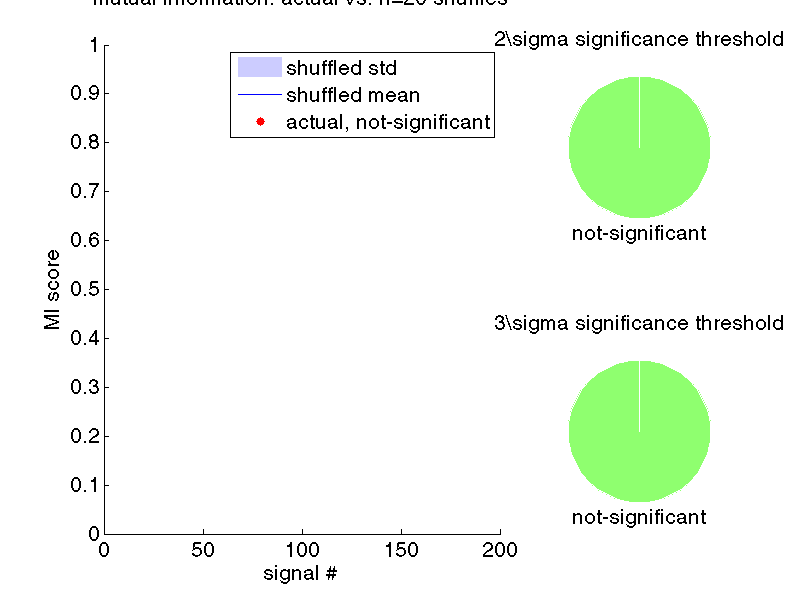 mutual information: actual vs. n=20 shuffles
2\sigma significance threshold
1
0.9
0.8
0.7
0.6
0.5
0.4
0.3
0.2
0.1
0
MI score
shuffled std
shuffled mean
actual, not-significant
not-significant
3\sigma significance threshold
not-significant
0 50 100 150 200
signal #